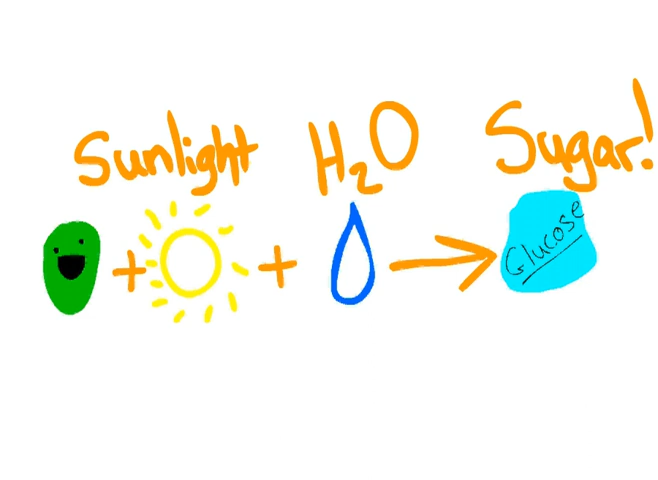 Sunlight H₂O Sugar!
+ + → Glucose